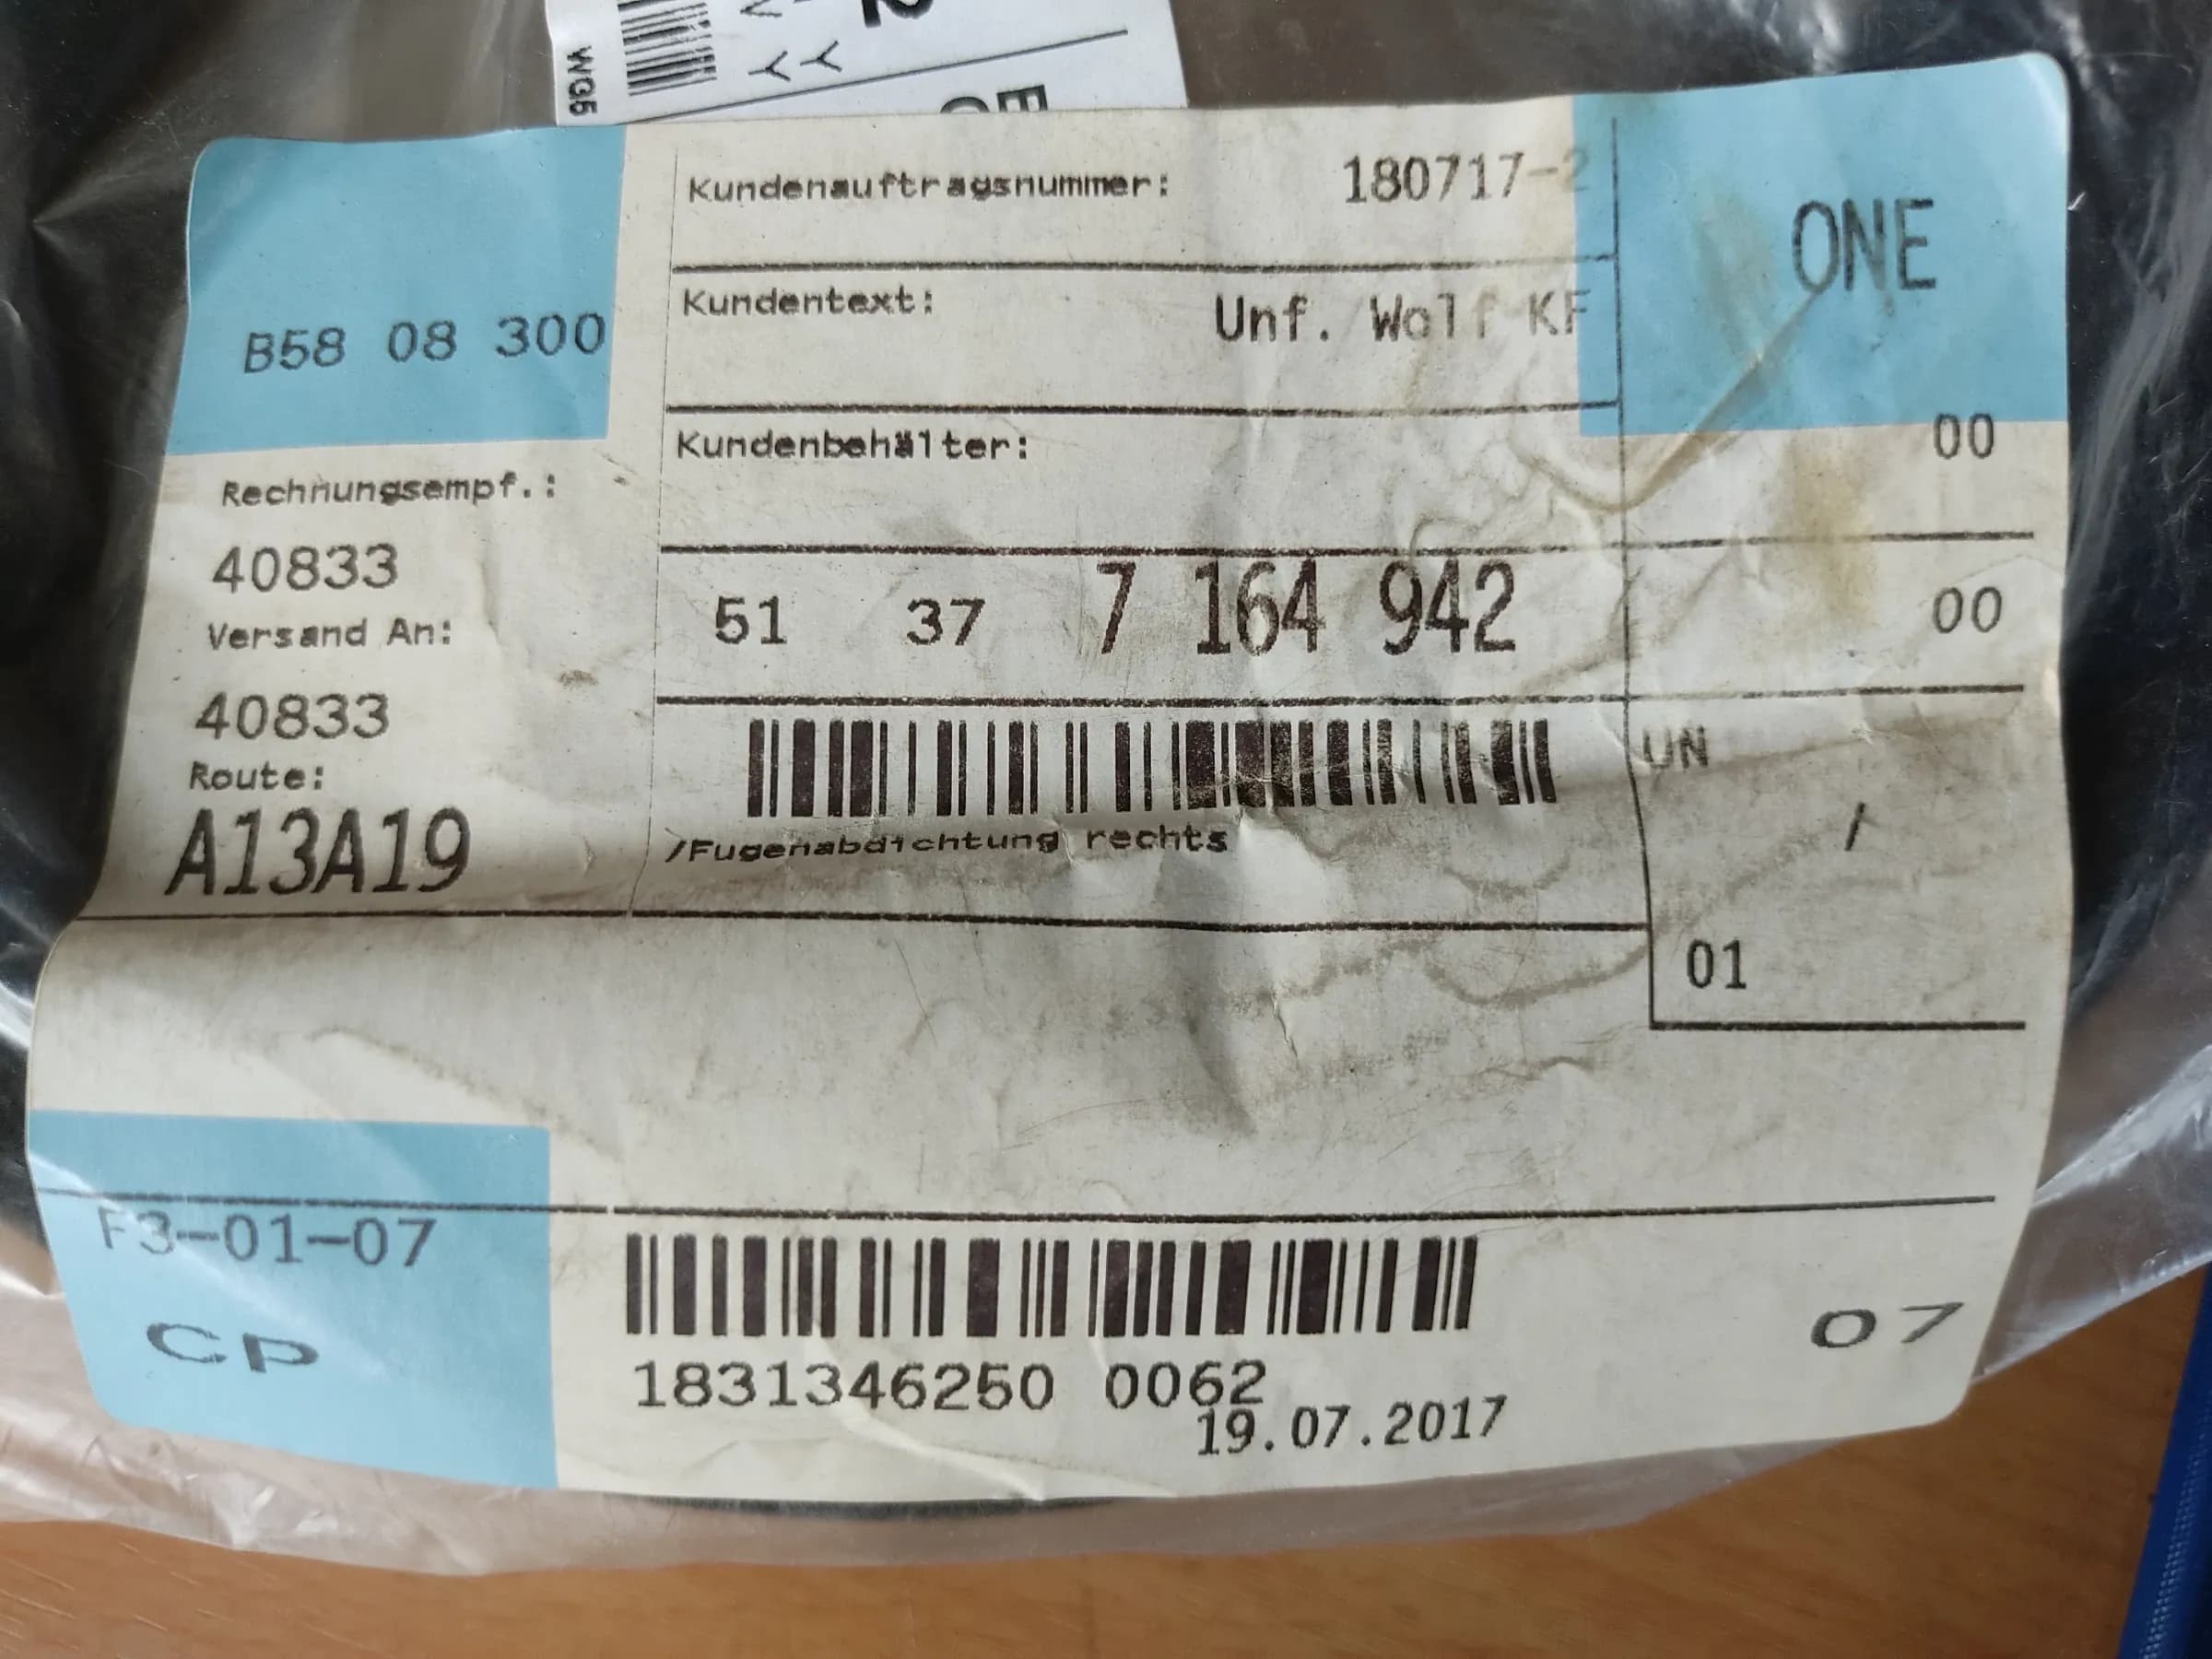 WG5
B58 08 300
Kundenauftragsnummer: 180717-2
ONE
Kundentext: Unf. Wolf KF
Kundenbehälter:
00
Rechnungsempf.:
40833
51 37 7 164 942
00
Versand An:
40833
Route:
A13A19
/Fugenabdichtung rechts
UN
/
01
F3-01-07
CP
1831346250 0062
19.07.2017
07